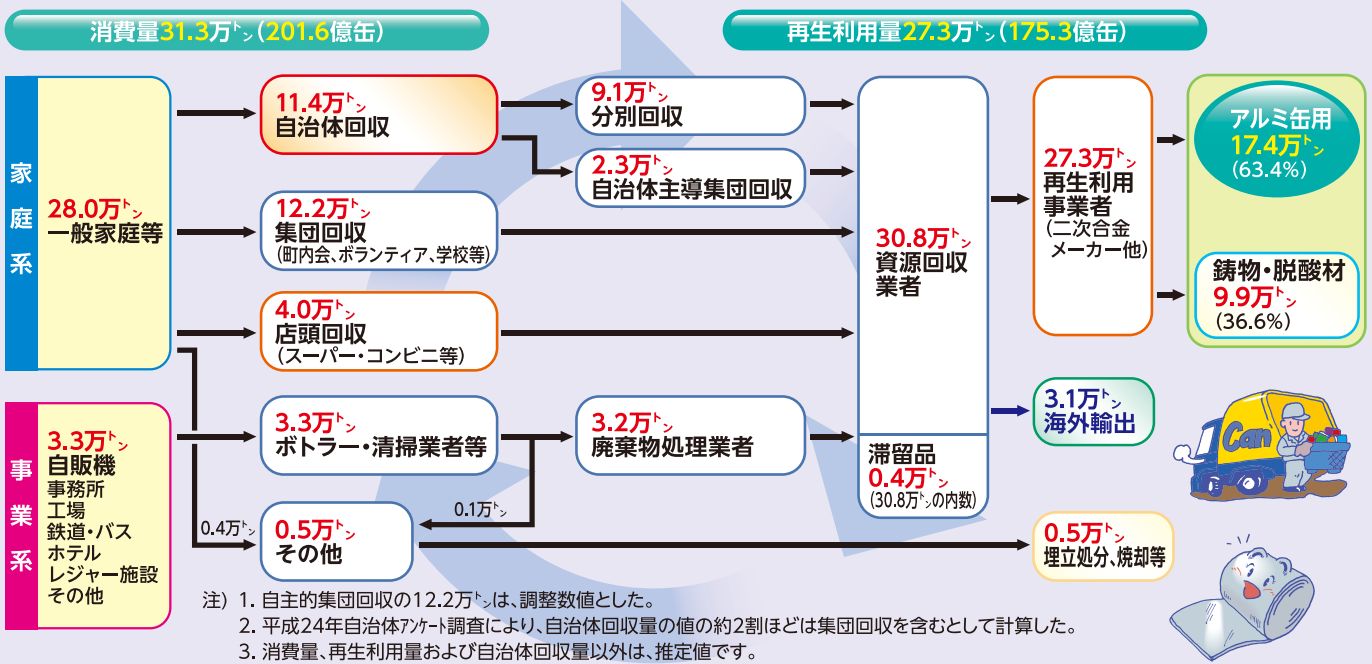 消費量31.3万トン(201.6億缶)
再生利用量27.3万トン(175.3億缶)
家庭系
28.0万トン
一般家庭等
11.4万トン
自治体回収
9.1万トン
分別回収
2.3万トン
自治体主導集団回収
12.2万トン
集団回収
(町内会、ボランティア、学校等)
4.0万トン
店頭回収
(スーパー・コンビニ等)
30.8万トン
資源回収
業者
滞留品
0.4万トン
(30.8万トンの内数)
27.3万トン
再生利用
事業者
(二次合金
メーカー他)
アルミ缶用
17.4万トン
(63.4%)
鋳物・脱酸材
9.9万トン
(36.6%)
3.1万トン
海外輸出
事業系
3.3万トン
自販機
事務所
工場
鉄道・バス
ホテル
レジャー施設
その他
3.3万トン
ボトラー・清掃業者等
3.2万トン
廃棄物処理業者
0.1万トン
0.4万トン
0.5万トン
その他
0.5万トン
埋立処分、焼却等
Can
注) 1. 自主的集団回収の12.2万トンは、調整数値とした。
2. 平成24年自治体アンケート調査により、自治体回収量の値の約2割ほどは集団回収を含むとして計算した。
3. 消費量、再生利用量および自治体回収量以外は、推定値です。